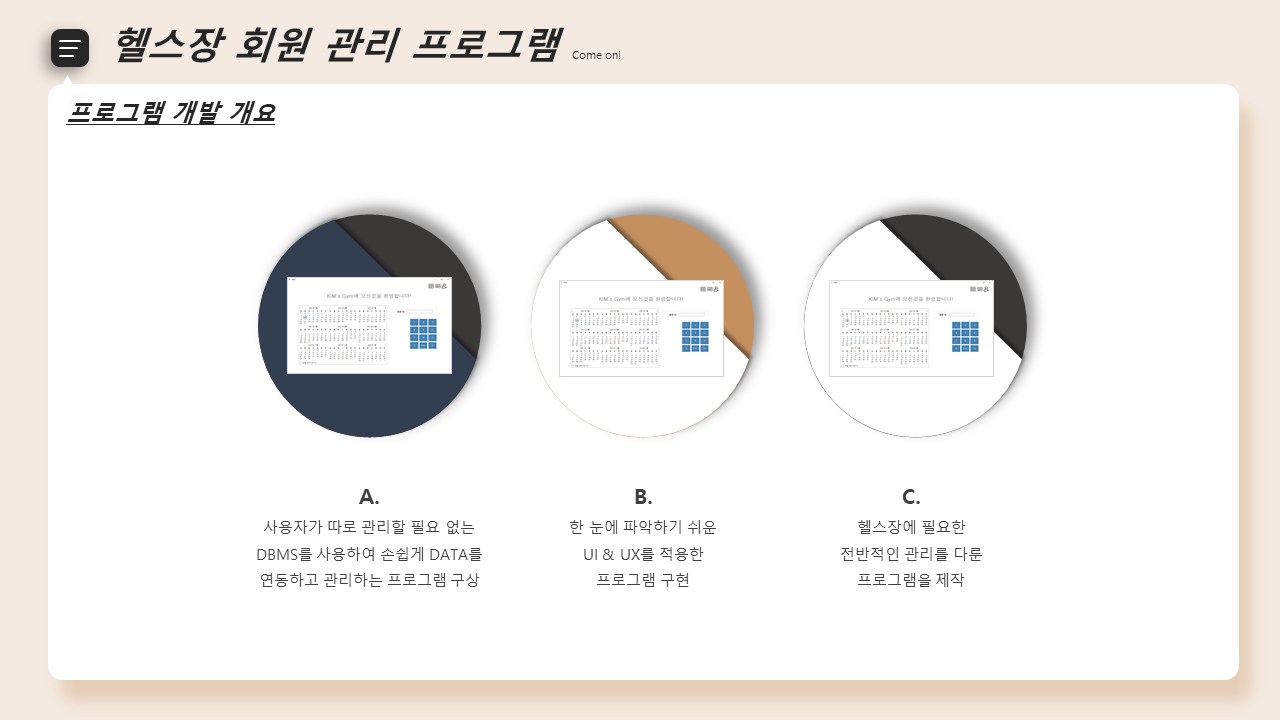 헬스장 회원 관리 프로그램 Come on!
프로그램 개발 개요
KIM's Gym에 오신것을 환영합니다!
KIM's Gym에 오신것을 환영합니다!
KIM's Gym에 오신것을 환영합니다!
A.
사용자가 따로 관리할 필요 없는
DBMS를 사용하여 손쉽게 DATA를
연동하고 관리하는 프로그램 구상
B.
한 눈에 파악하기 쉬운
UI & UX를 적용한
프로그램 구현
C.
헬스장에 필요한
전반적인 관리를 다룬
프로그램을 제작